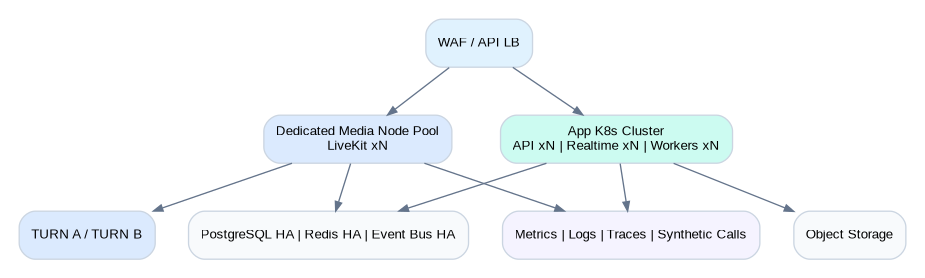 WAF / API LB
Dedicated Media Node Pool
LiveKit xN
App K8s Cluster
API xN | Realtime xN | Workers xN
TURN A / TURN B
PostgreSQL HA | Redis HA | Event Bus HA
Metrics | Logs | Traces | Synthetic Calls
Object Storage